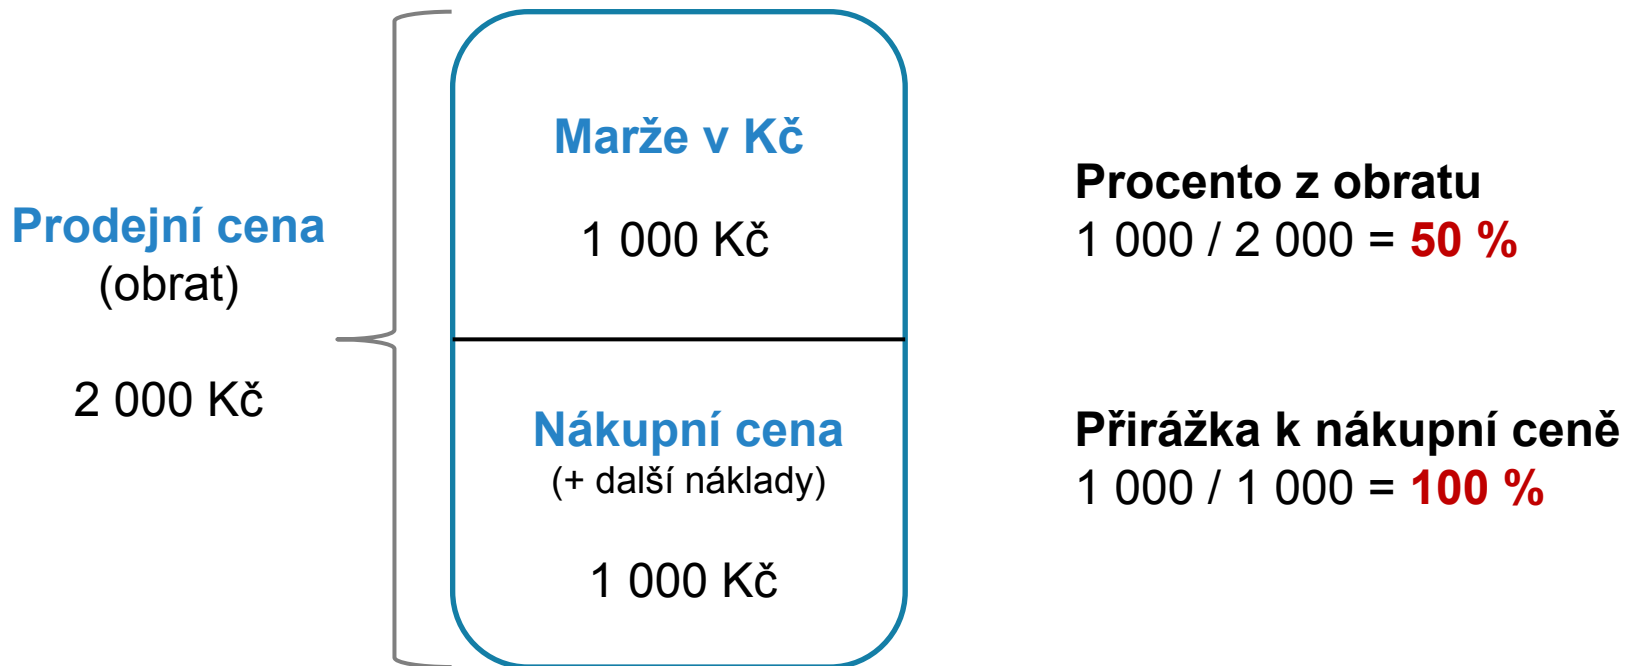 Prodejní cena
(obrat)
2 000 Kč
Marže v Kč
1 000 Kč
Nákupní cena
(+ další náklady)
1 000 Kč
Procento z obratu
1 000 / 2 000 = 50 %
Přirážka k nákupní ceně
1 000 / 1 000 = 100 %